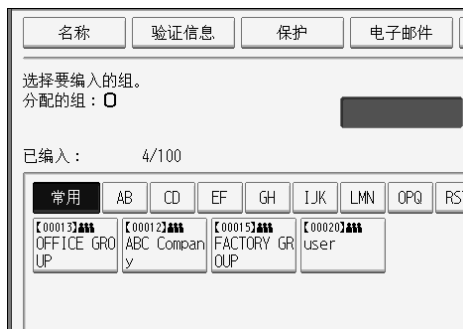 名称 验证信息 保护 电子邮件
选择要编入的组。
分配的组：0
已编入： 4/100
常用 AB CD EF GH IJK LMN OPQ RST
【00013】 【00012】 【00015】 【00020】
OFFICE GRO ABC Compan FACTORY GR user
UP y OUP